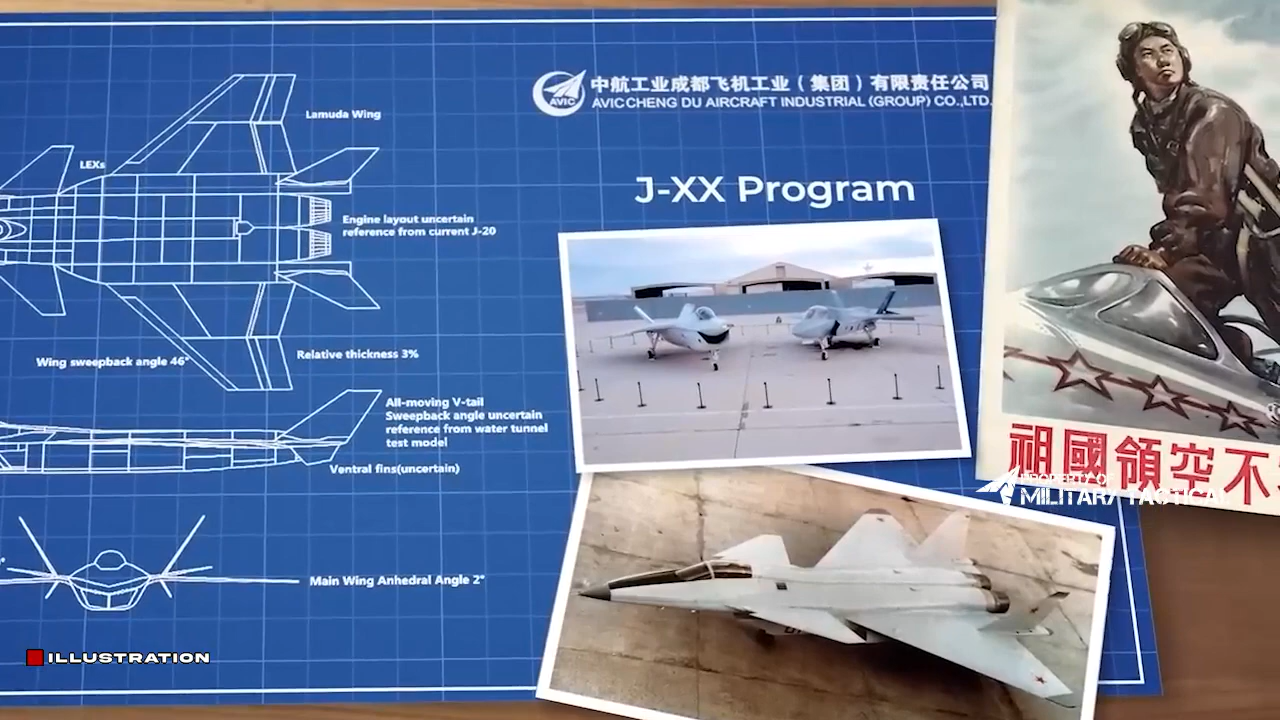 中航工业成都飞机工业（集团）有限责任公司
AVIC
AVIC CHENG DU AIRCRAFT INDUSTRIAL (GROUP) CO.,LTD.
J-XX Program
Lamuda Wing
LEXs
Engine layout uncertain
reference from current J-20
Wing sweepback angle 46°
Relative thickness 3%
All-moving V-tail
Sweepback angle uncertain
reference from water tunnel
test model
Ventral fins(uncertain)
Main Wing Anhedral Angle 2°
祖國領空不
PROPERTY OF
MILITARY TACTICAL
ILLUSTRATION